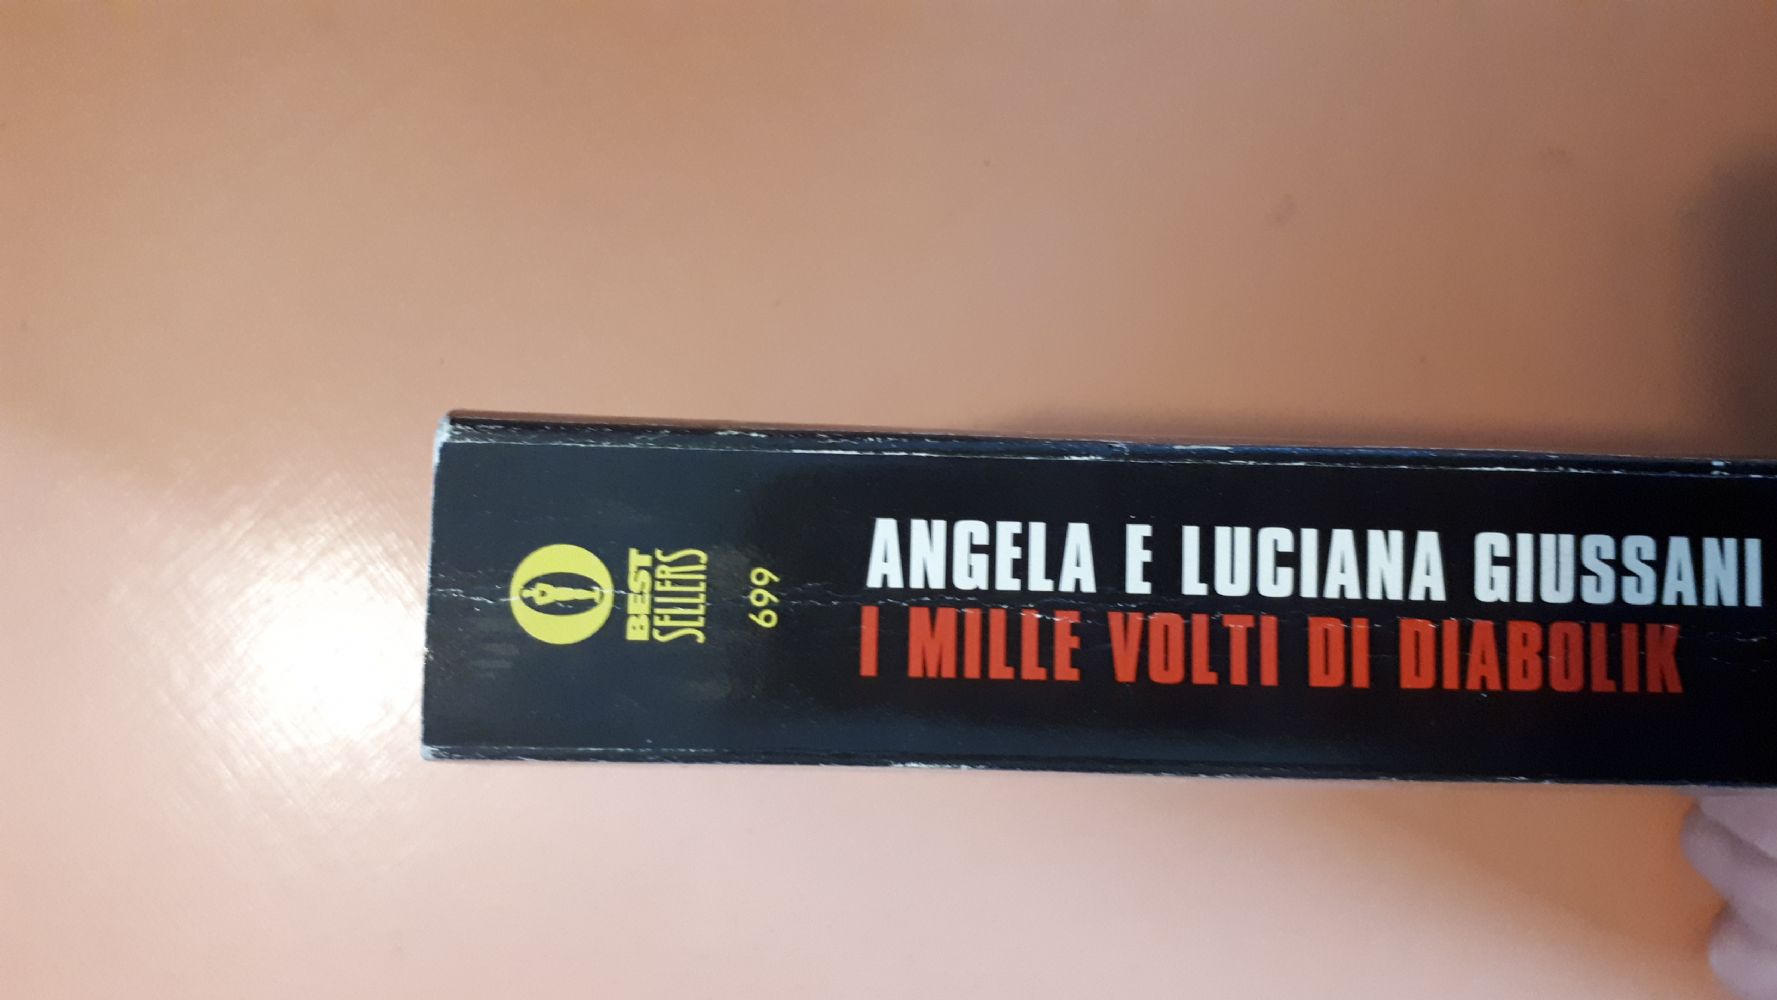 ANGELA E LUCIANA GIUSSANI
I MILLE VOLTI DI DIABOLIK
699
BEST
SELLERS